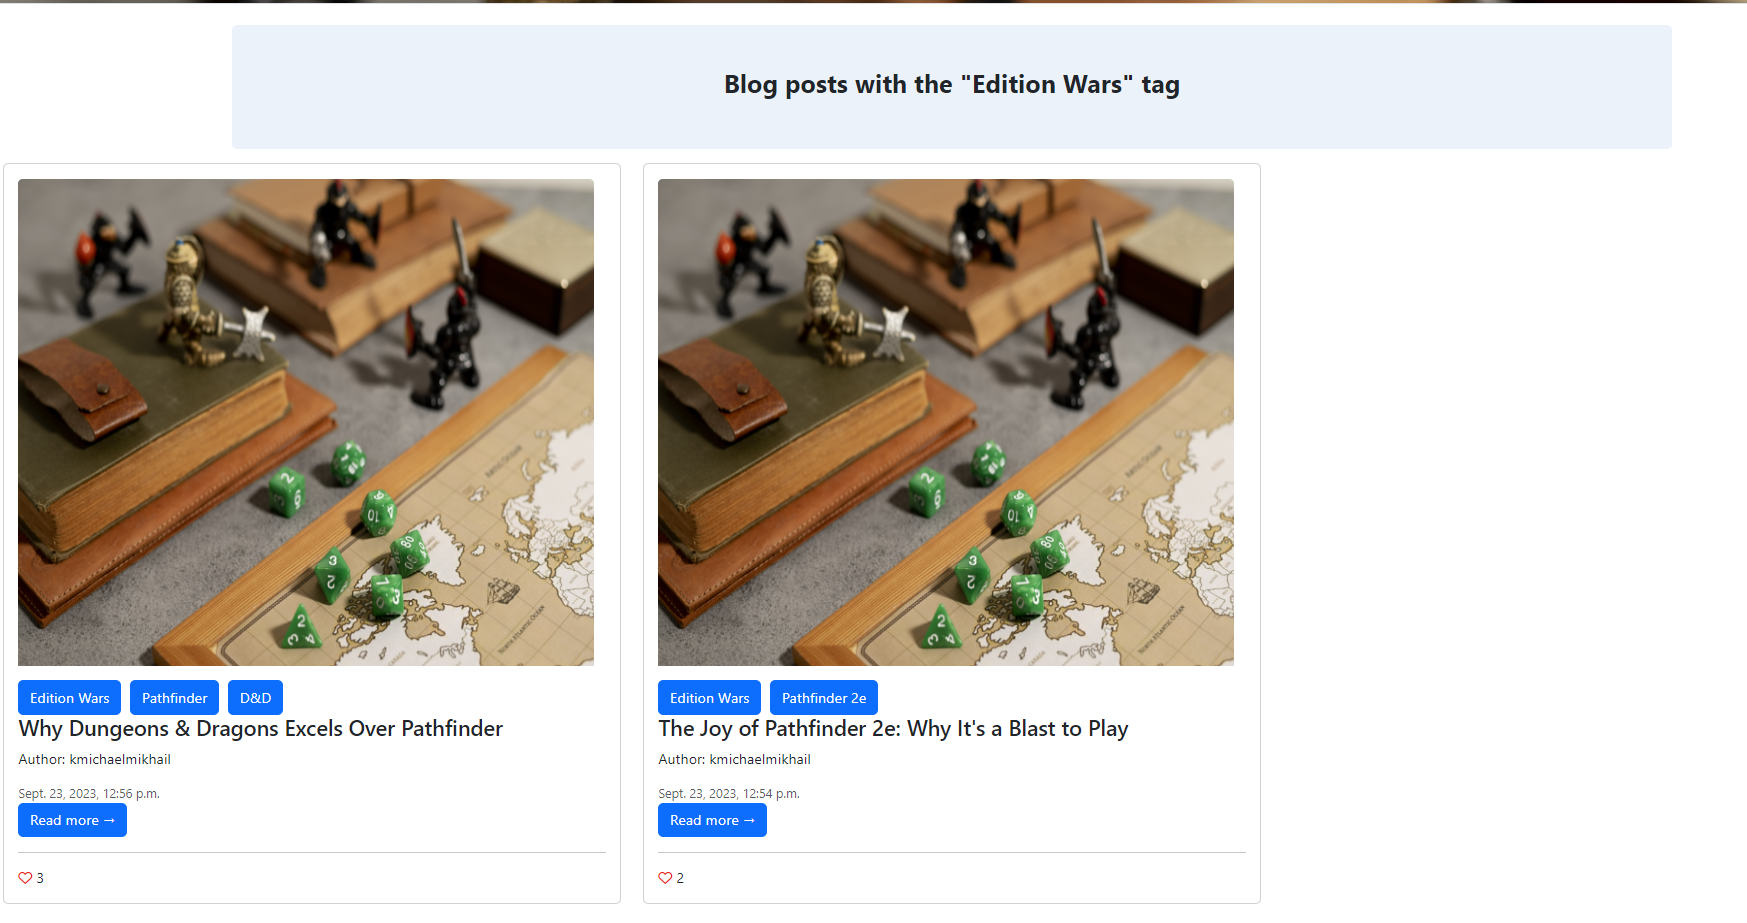 Blog posts with the "Edition Wars" tag
Edition Wars
Pathfinder
D&D
Why Dungeons & Dragons Excels Over Pathfinder
Author: kmichaelmikhail
Sept. 23, 2023, 12:56 p.m.
Read more →
3
Edition Wars
Pathfinder 2e
The Joy of Pathfinder 2e: Why It's a Blast to Play
Author: kmichaelmikhail
Sept. 23, 2023, 12:54 p.m.
Read more →
2